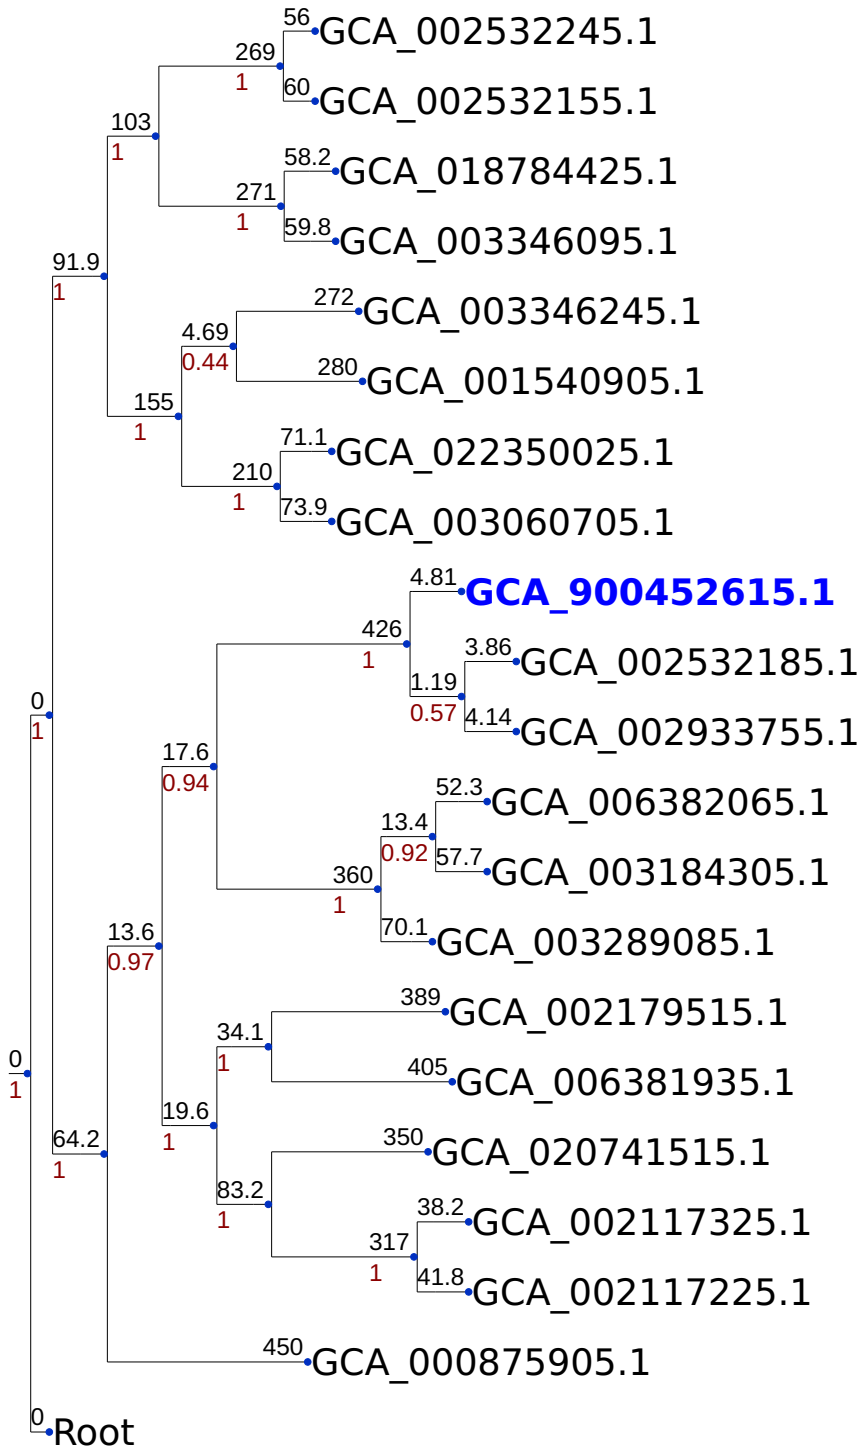 56
GCA_002532245.1
269
1
60
GCA_002532155.1
103
1
58.2
GCA_018784425.1
271
1
59.8
GCA_003346095.1
91.9
1
272
GCA_003346245.1
4.69
0.44
280
GCA_001540905.1
155
1
71.1
GCA_022350025.1
210
1
73.9
GCA_003060705.1
4.81
GCA_900452615.1
426
1
3.86
GCA_002532185.1
1.19
0.57
4.14
GCA_002933755.1
0
1
17.6
0.94
52.3
GCA_006382065.1
13.4
0.92
57.7
GCA_003184305.1
360
1
70.1
GCA_003289085.1
13.6
0.97
389
GCA_002179515.1
34.1
1
405
GCA_006381935.1
0
1
19.6
1
64.2
1
350
GCA_020741515.1
83.2
1
38.2
GCA_002117325.1
317
1
41.8
GCA_002117225.1
450
GCA_000875905.1
0
Root